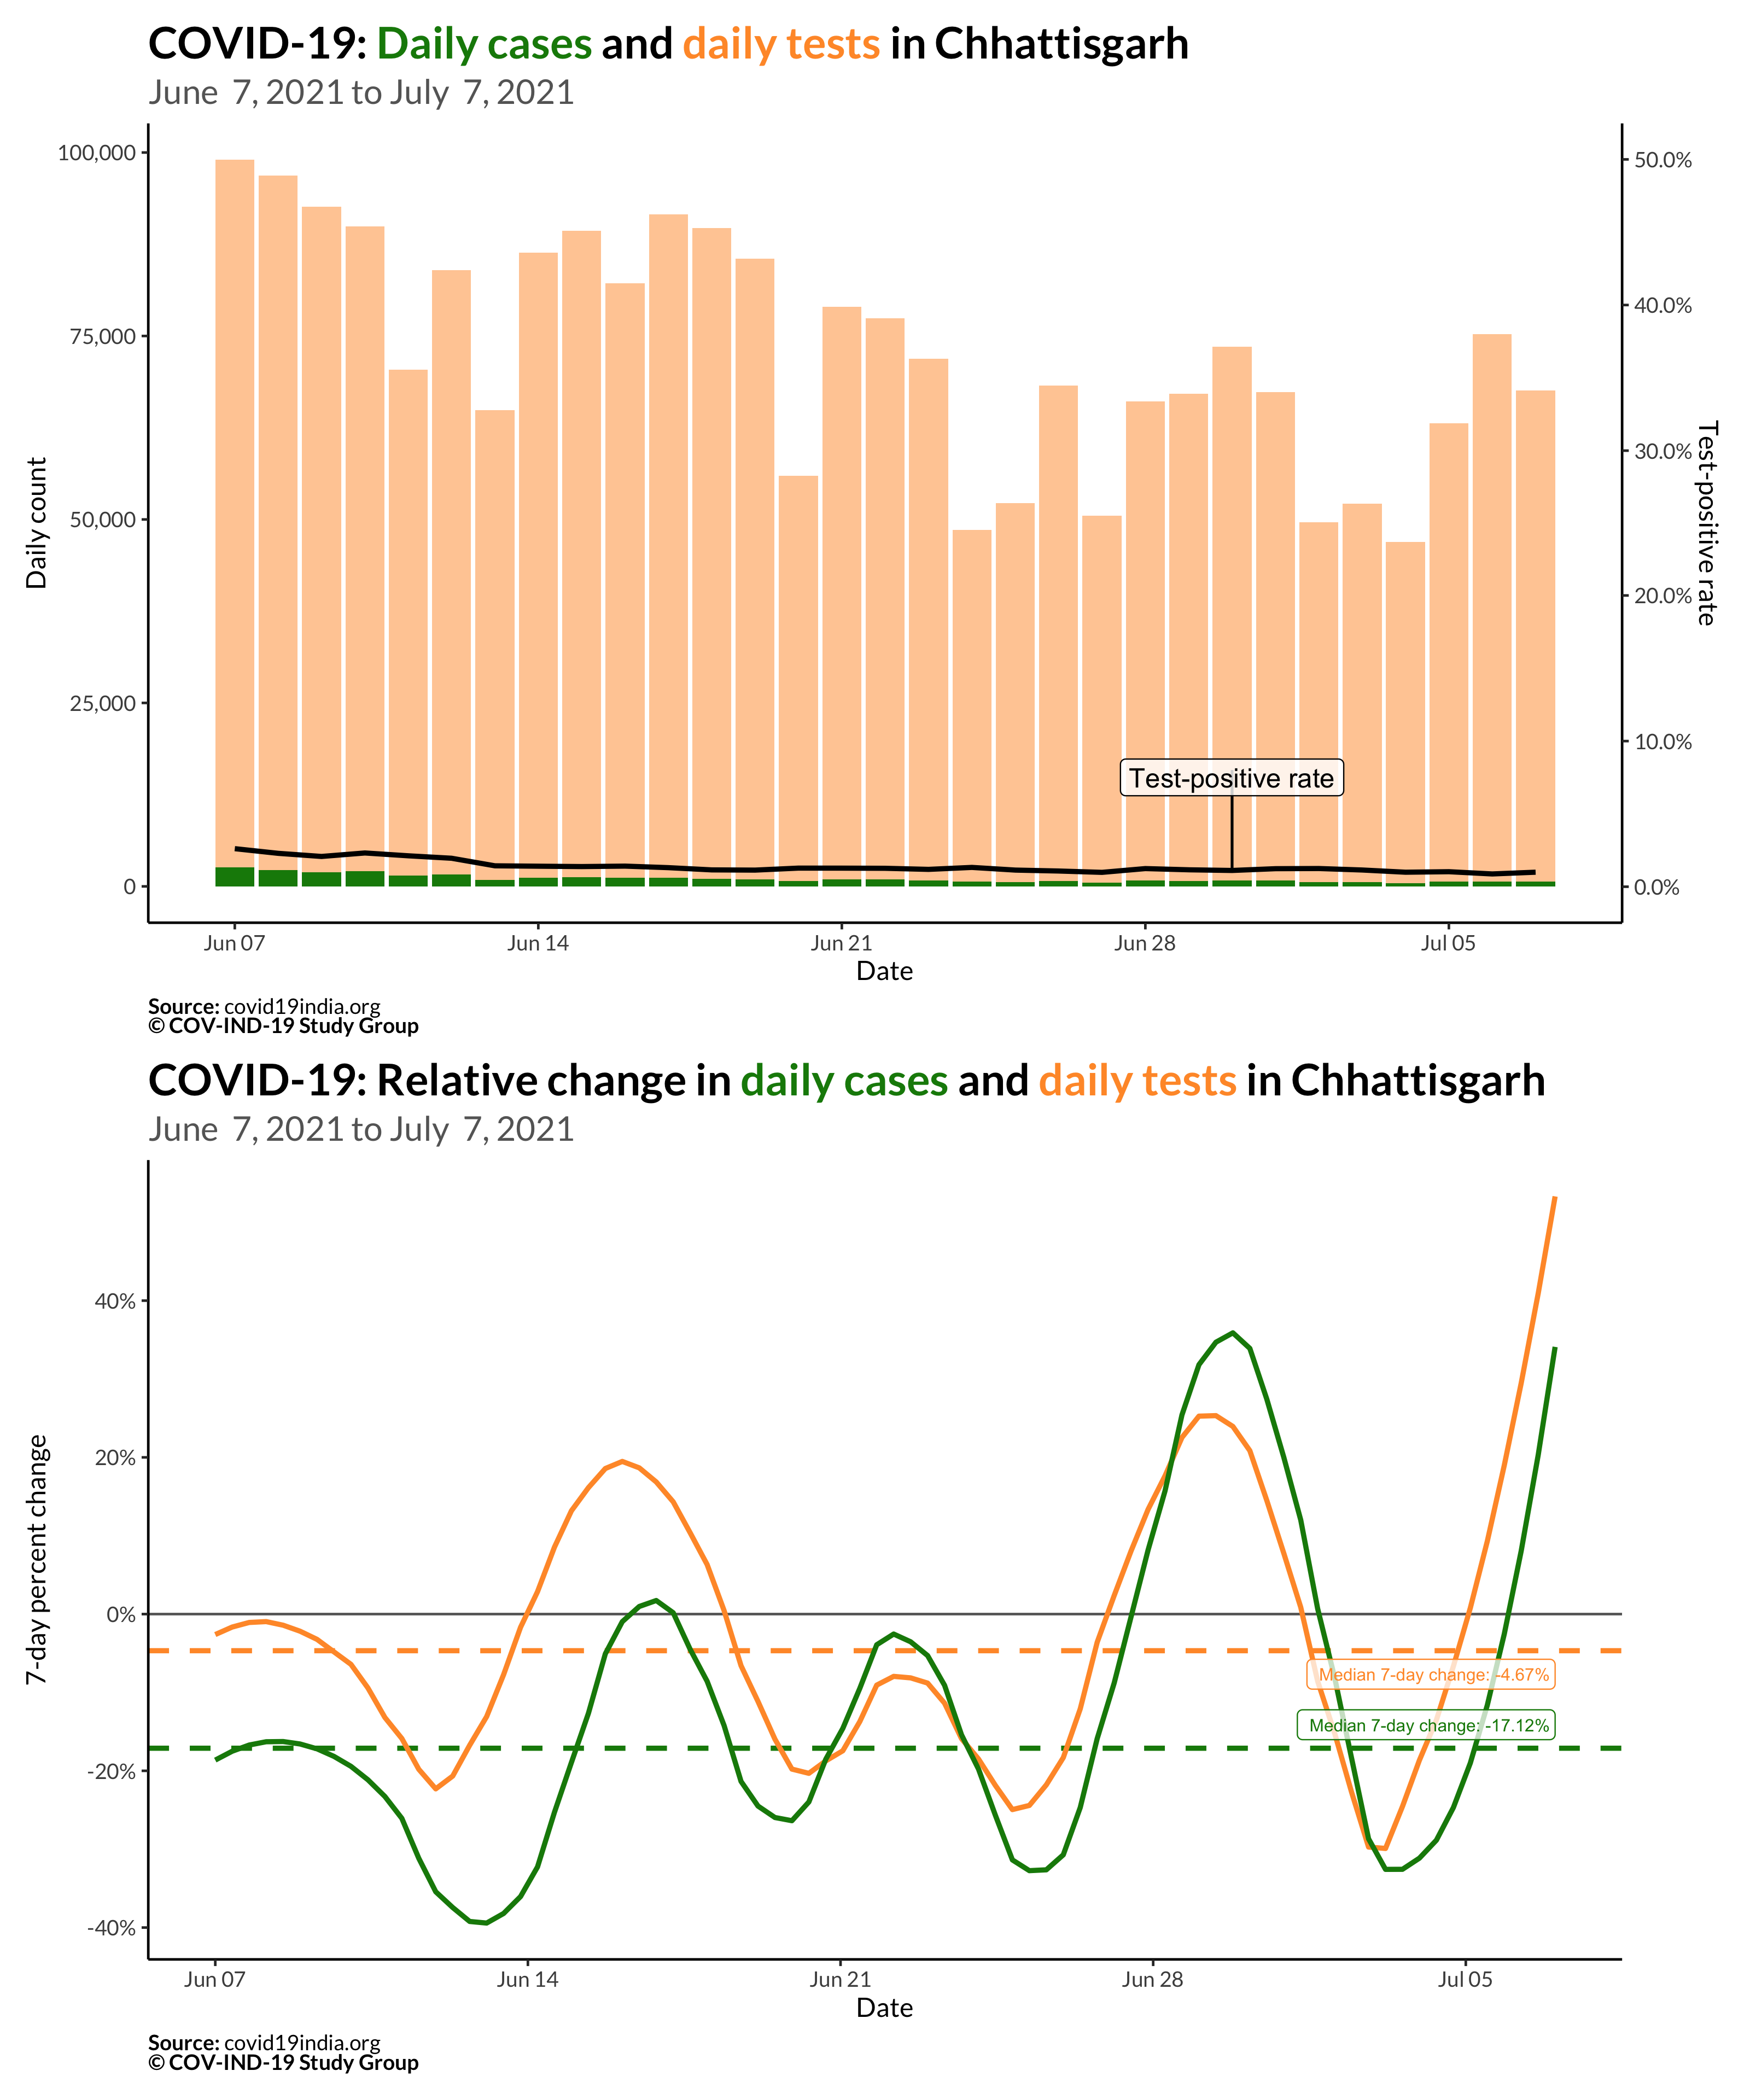 COVID-19: Daily cases and daily tests in Chhattisgarh
June 7, 2021 to July 7, 2021
100,000
75,000
50,000
25,000
0
Daily count
50.0%
40.0%
30.0%
20.0%
10.0%
0.0%
Test-positive rate
Test-positive rate
Jun 07
Jun 14
Jun 21
Jun 28
Jul 05
Date
Source: covid19india.org
© COV-IND-19 Study Group
COVID-19: Relative change in daily cases and daily tests in Chhattisgarh
June 7, 2021 to July 7, 2021
40%
20%
0%
-20%
-40%
7-day percent change
Median 7-day change: -4.67%
Median 7-day change: -17.12%
Jun 07
Jun 14
Jun 21
Jun 28
Jul 05
Date
Source: covid19india.org
© COV-IND-19 Study Group